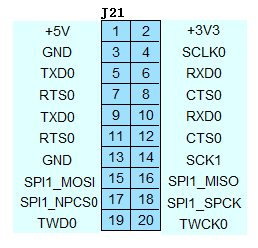 J21
+5V 1 2 +3V3
GND 3 4 SCLK0
TXD0 5 6 RXD0
RTS0 7 8 CTS0
TXD0 9 10 RXD0
RTS0 11 12 CTS0
GND 13 14 SCK1
SPI1_MOSI 15 16 SPI1_MISO
SPI1_NPCS0 17 18 SPI1_SPCK
TWD0 19 20 TWCK0